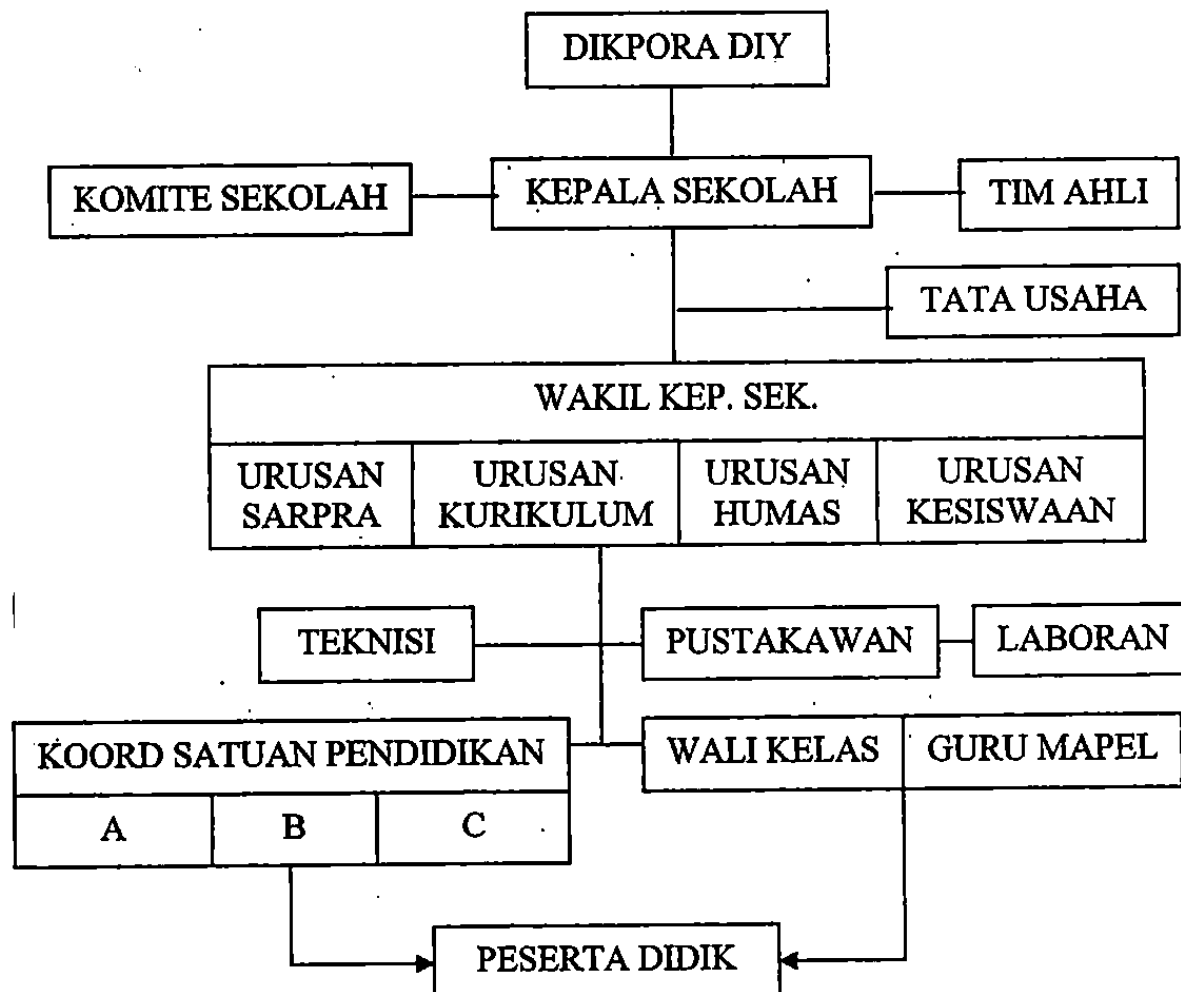 DIKPORA DIY
KOMITE SEKOLAH
KEPALA SEKOLAH
TIM AHLI
TATA USAHA
WAKIL KEP. SEK.
URUSAN
SARPRA
URUSAN
KURIKULUM
URUSAN
HUMAS
URUSAN
KESISWAAN
TEKNISI
PUSTAKAWAN
LABORAN
KOORD SATUAN PENDIDIKAN
A
B
C
WALI KELAS
GURU MAPEL
PESERTA DIDIK